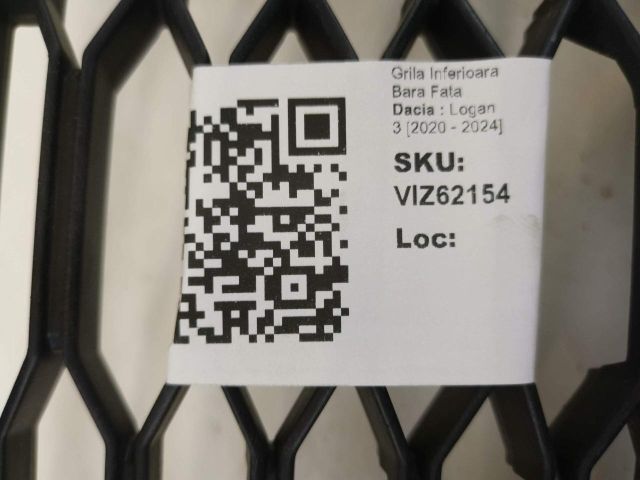 Grila Inferioara
Bara Fata
Dacia : Logan
3 [2020 - 2024]
SKU:
VIZ62154
Loc: